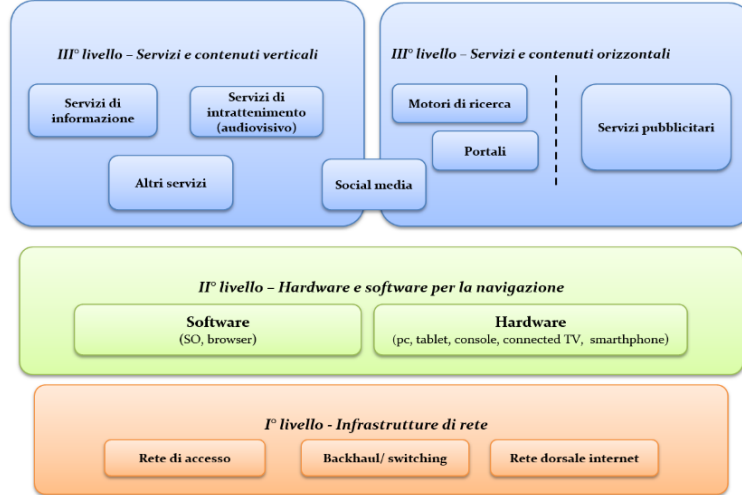 III° livello – Servizi e contenuti verticali
Servizi di
informazione
Servizi di
intrattenimento
(audiovisivo)
Altri servizi
Social media
III° livello – Servizi e contenuti orizzontali
Motori di ricerca
Portali
Servizi pubblicitari
II° livello – Hardware e software per la navigazione
Software
(SO, browser)
Hardware
(pc, tablet, console, connected TV, smarthphone)
I° livello - Infrastrutture di rete
Rete di accesso
Backhaul/ switching
Rete dorsale internet